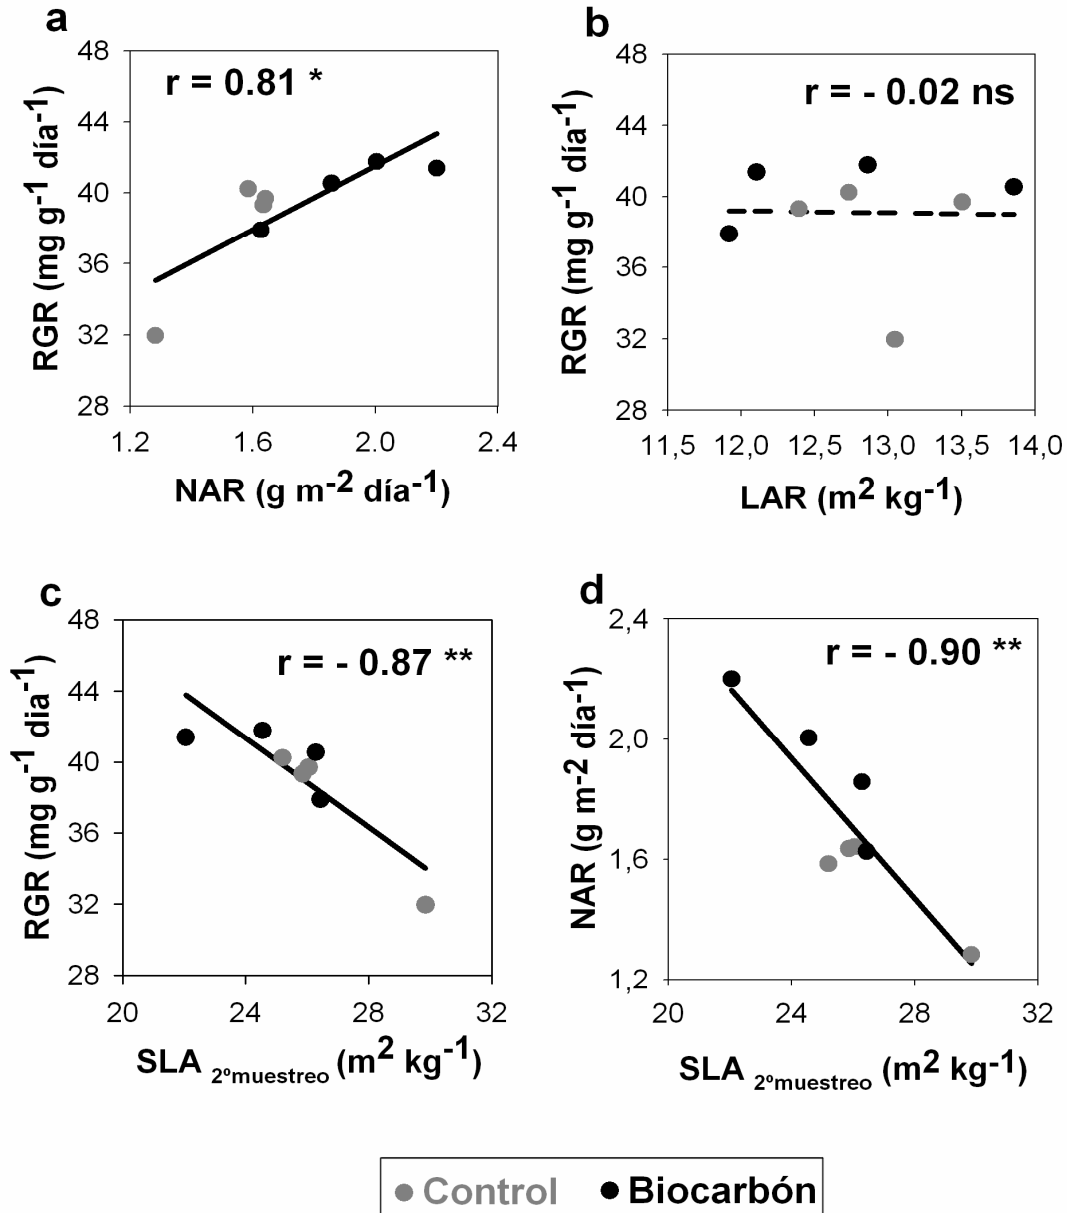 a
r = 0.81 *
RGR (mg g-1 día-1)
48
44
40
36
32
28
1.2 1.6 2.0 2.4
NAR (g m-2 día-1)
b
r = - 0.02 ns
RGR (mg g-1 día-1)
48
44
40
36
32
28
11,5 12,0 12,5 13,0 13,5 14,0
LAR (m2 kg-1)
c
r = - 0.87 **
RGR (mg g-1 dia-1)
48
44
40
36
32
28
20 24 28 32
SLA 2ºmuestreo (m2 kg-1)
d
r = - 0.90 **
NAR (g m-2 día-1)
2,4
2,0
1,6
1,2
20 24 28 32
SLA 2ºmuestreo (m2 kg-1)
Control Biocarbón